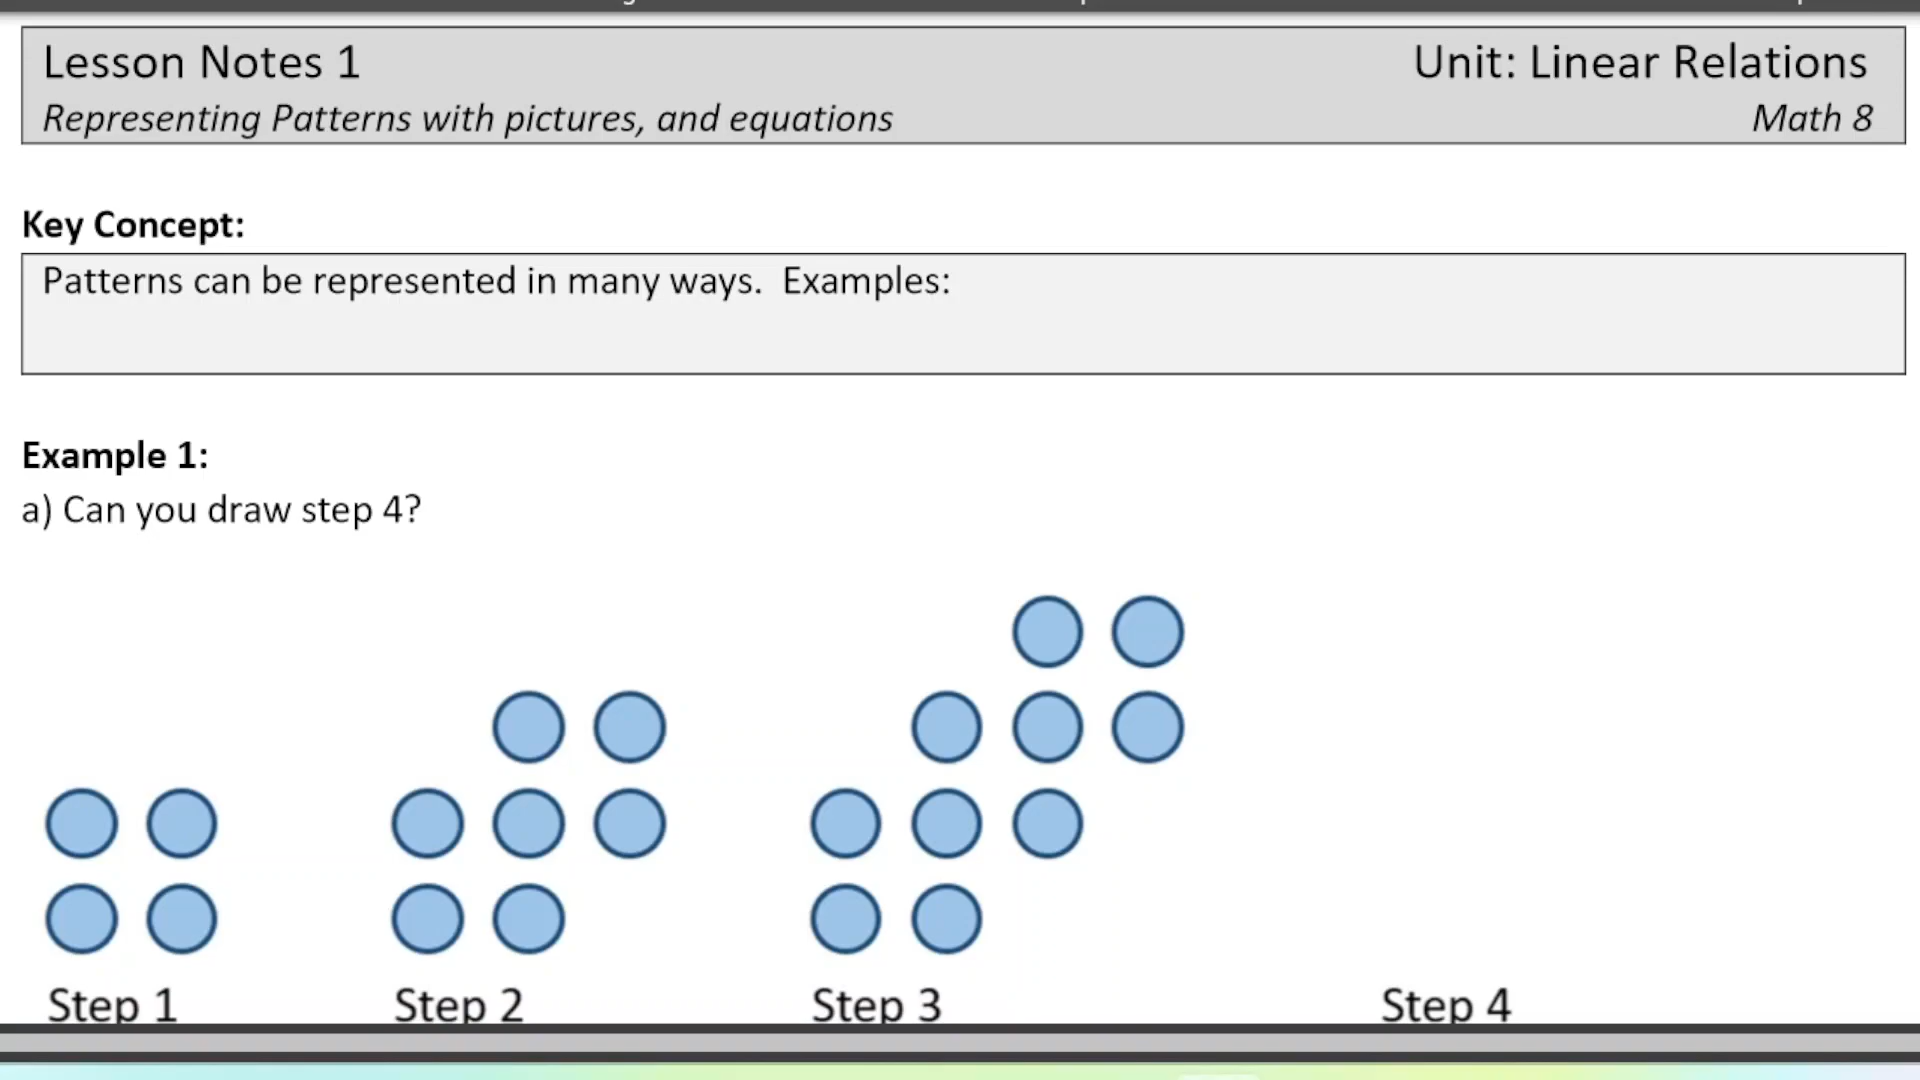 Lesson Notes 1 Unit: Linear Relations
Representing Patterns with pictures, and equations Math 8
Key Concept:
Patterns can be represented in many ways. Examples:
Example 1:
a) Can you draw step 4?
Step 1 Step 2 Step 3 Step 4